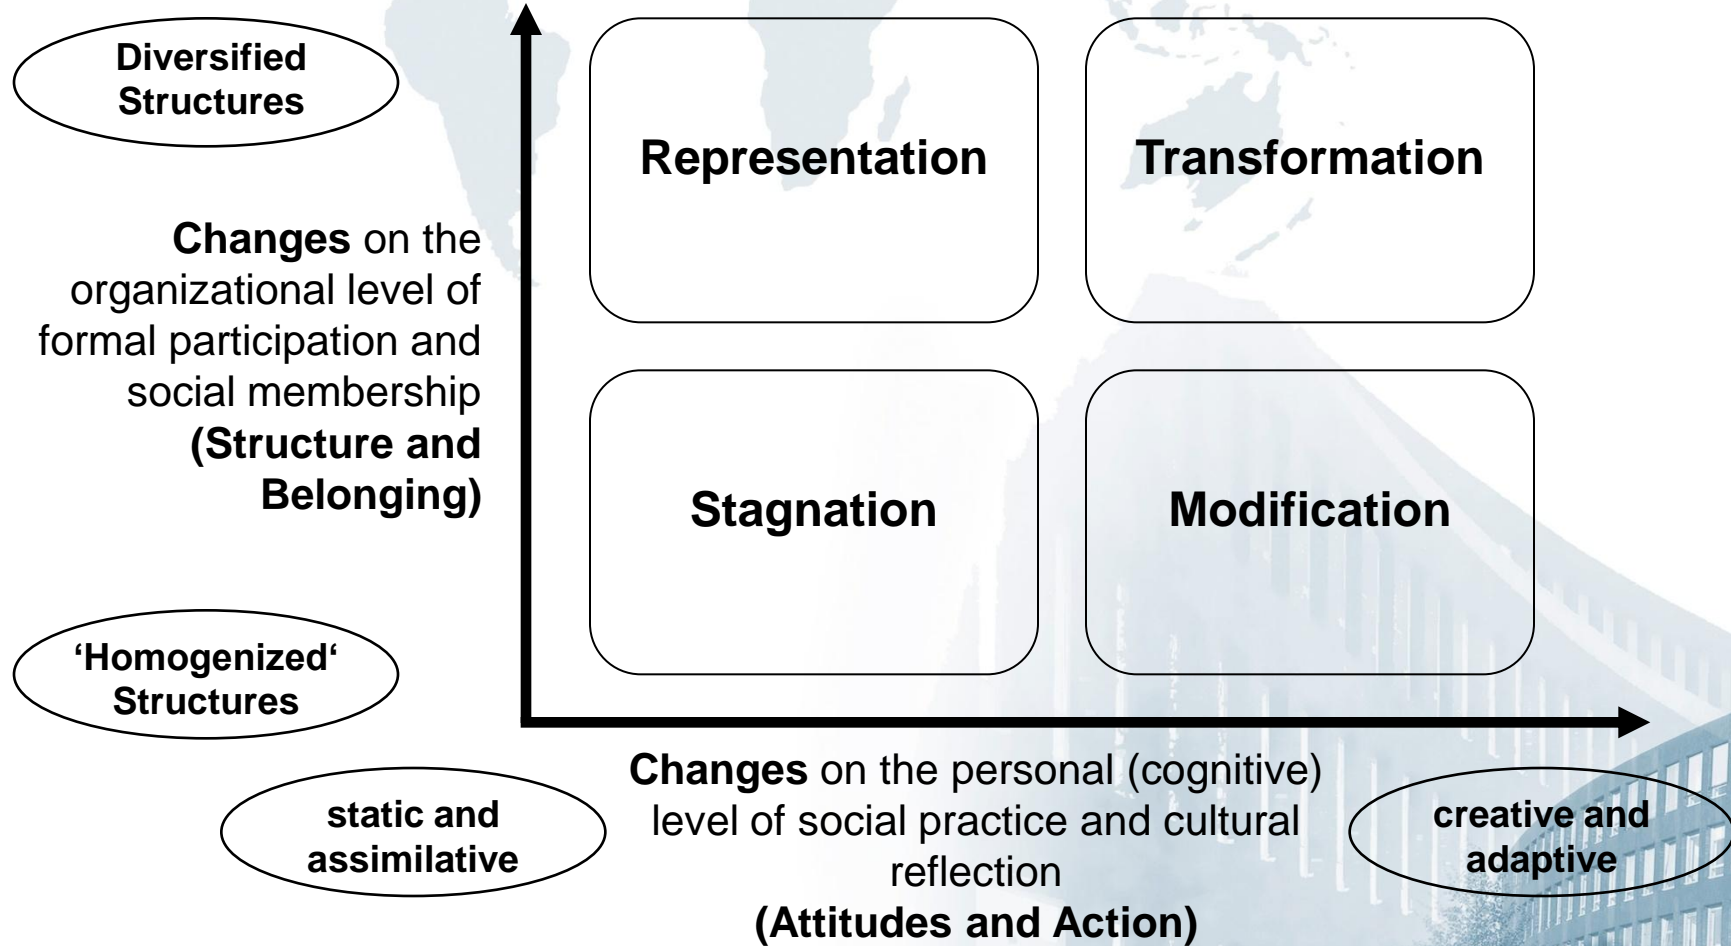 Diversified
Structures
Representation
Transformation
Changes on the
organizational level of
formal participation and
social membership
(Structure and
Belonging)
Stagnation
Modification
‘Homogenized‘
Structures
static and
assimilative
Changes on the personal (cognitive)
level of social practice and cultural
reflection
(Attitudes and Action)
creative and
adaptive